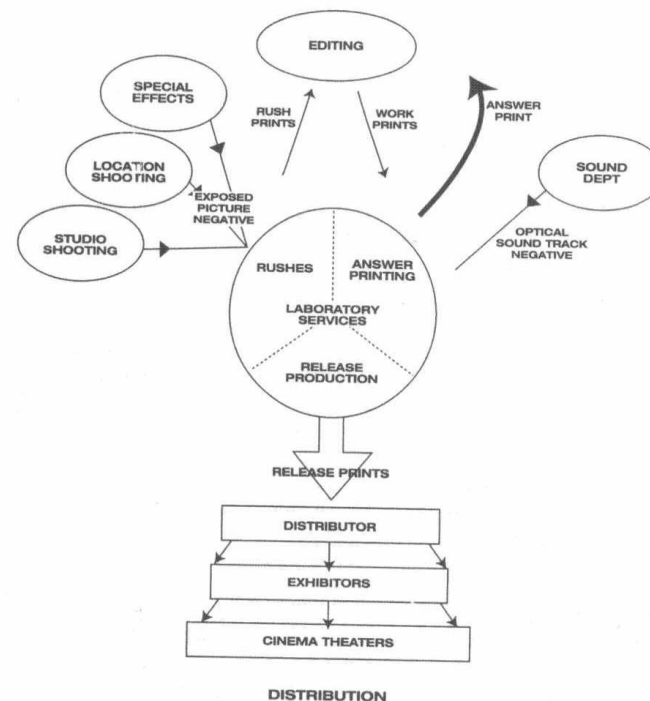 EDITING
SPECIAL
EFFECTS
RUSH
PRINTS
WORK
PRINTS
ANSWER
PRINT
LOCATION
SHOOTING
SOUND
DEPT
EXPOSED
PICTURE
NEGATIVE
STUDIO
SHOOTING
OPTICAL
SOUND TRACK
NEGATIVE
RUSHES
ANSWER
PRINTING
LABORATORY
SERVICES
RELEASE
PRODUCTION
RELEASE PRINTS
DISTRIBUTOR
EXHIBITORS
CINEMA THEATERS
DISTRIBUTION